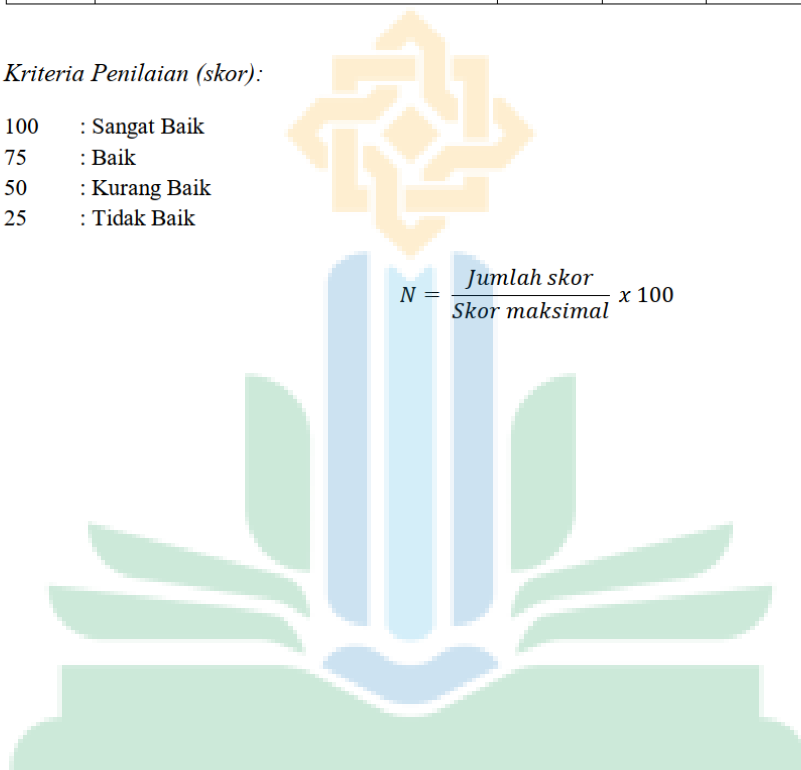 Kriteria Penilaian (skor):
100 : Sangat Baik
75 : Baik
50 : Kurang Baik
25 : Tidak Baik
N = Jumlah skor / Skor maksimal x 100